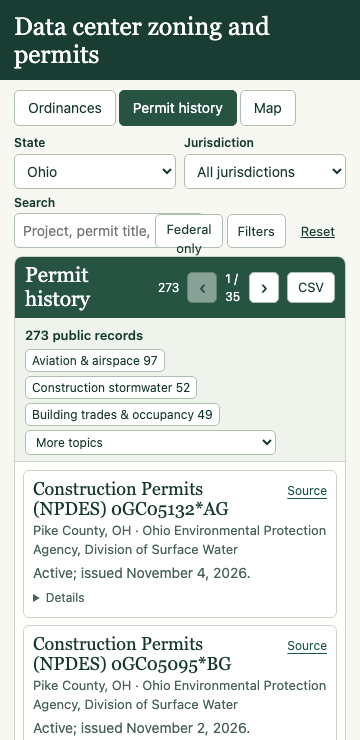 Data center zoning and
permits
Ordinances
Permit history
Map
State
Jurisdiction
Ohio
All jurisdictions
Search
Project, permit title,
Federal
only
Filters
Reset
Permit
history
273
‹
1 /
35
›
CSV
273 public records
Aviation & airspace 97
Construction stormwater 52
Building trades & occupancy 49
More topics
Construction Permits
(NPDES) 0GC05132*AG
Source
Pike County, OH · Ohio Environmental Protection
Agency, Division of Surface Water
Active; issued November 4, 2026.
Details
Construction Permits
(NPDES) 0GC05095*BG
Source
Pike County, OH · Ohio Environmental Protection
Agency, Division of Surface Water
Active; issued November 2, 2026.